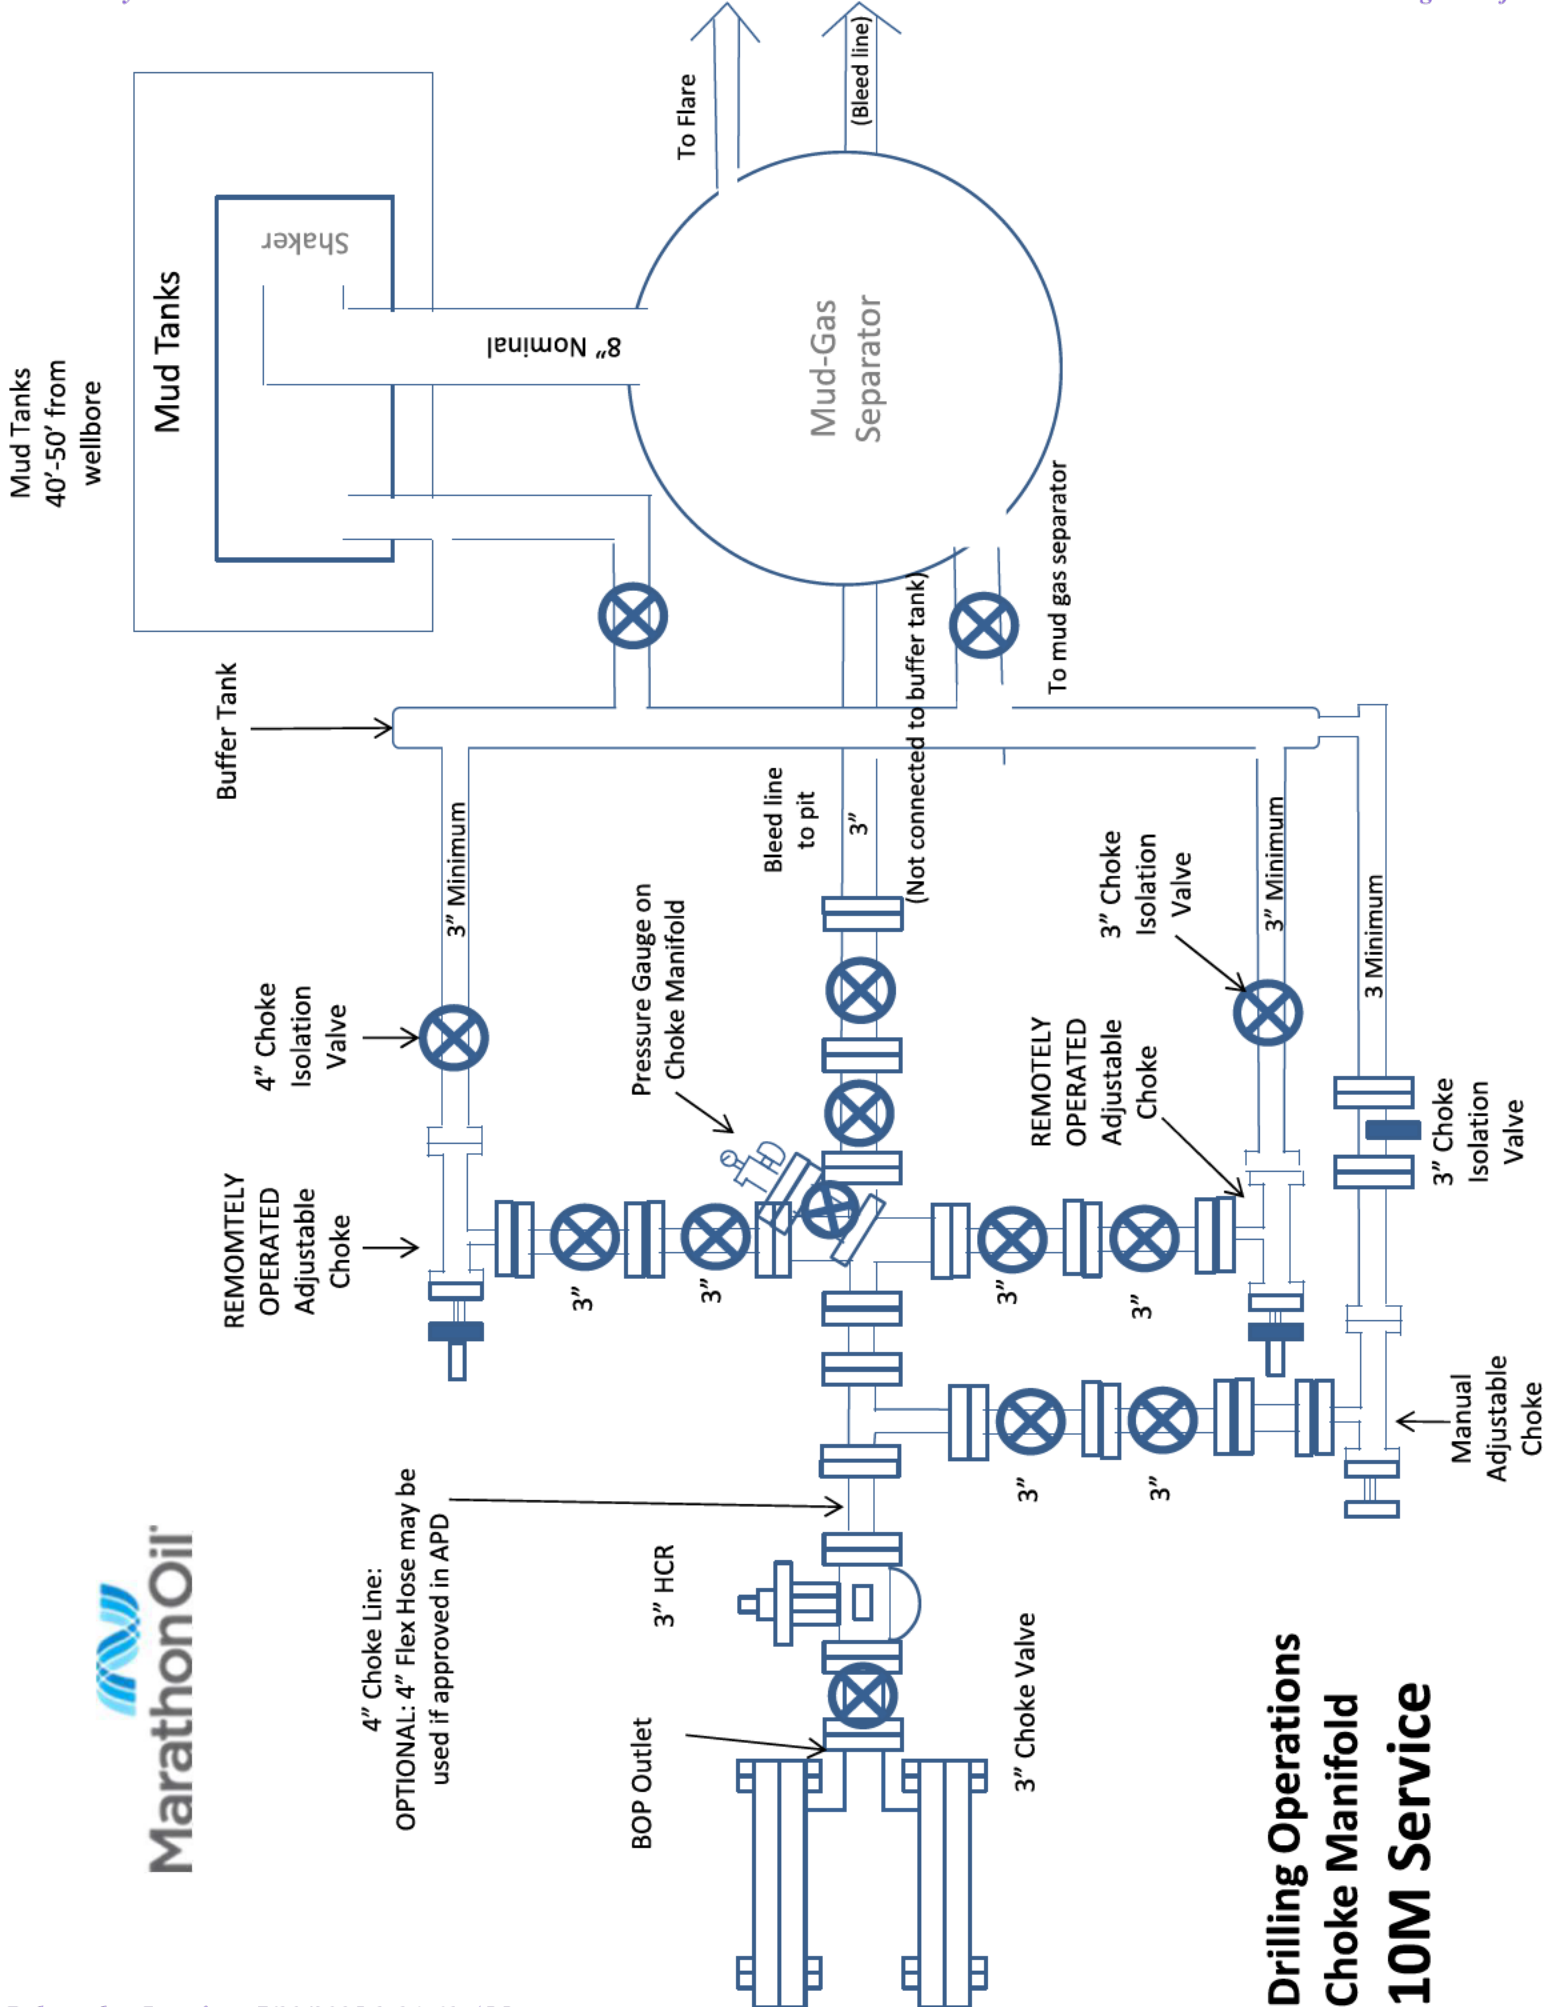 MarathonOil
Mud Tanks
40’-50’ from
wellbore
Mud Tanks
Shaker
8” Nominal
To Flare
(Bleed line)
Mud-Gas
Separator
Buffer Tank
To mud gas separator
(Not connected to buffer tank)
Bleed line
to pit
3”
3” Minimum
4” Choke
Isolation
Valve
REMOMTELY
OPERATED
Adjustable
Choke
Pressure Gauge on
Choke Manifold
3”
3”
3”
3”
3” Choke
Isolation
Valve
3” Minimum
REMOTELY
OPERATED
Adjustable
Choke
3 Minimum
3” Choke
Isolation
Valve
Manual
Adjustable
Choke
3”
3”
4” Choke Line:
OPTIONAL: 4” Flex Hose may be
used if approved in APD
3” HCR
BOP Outlet
3” Choke Valve
Drilling Operations
Choke Manifold
10M Service